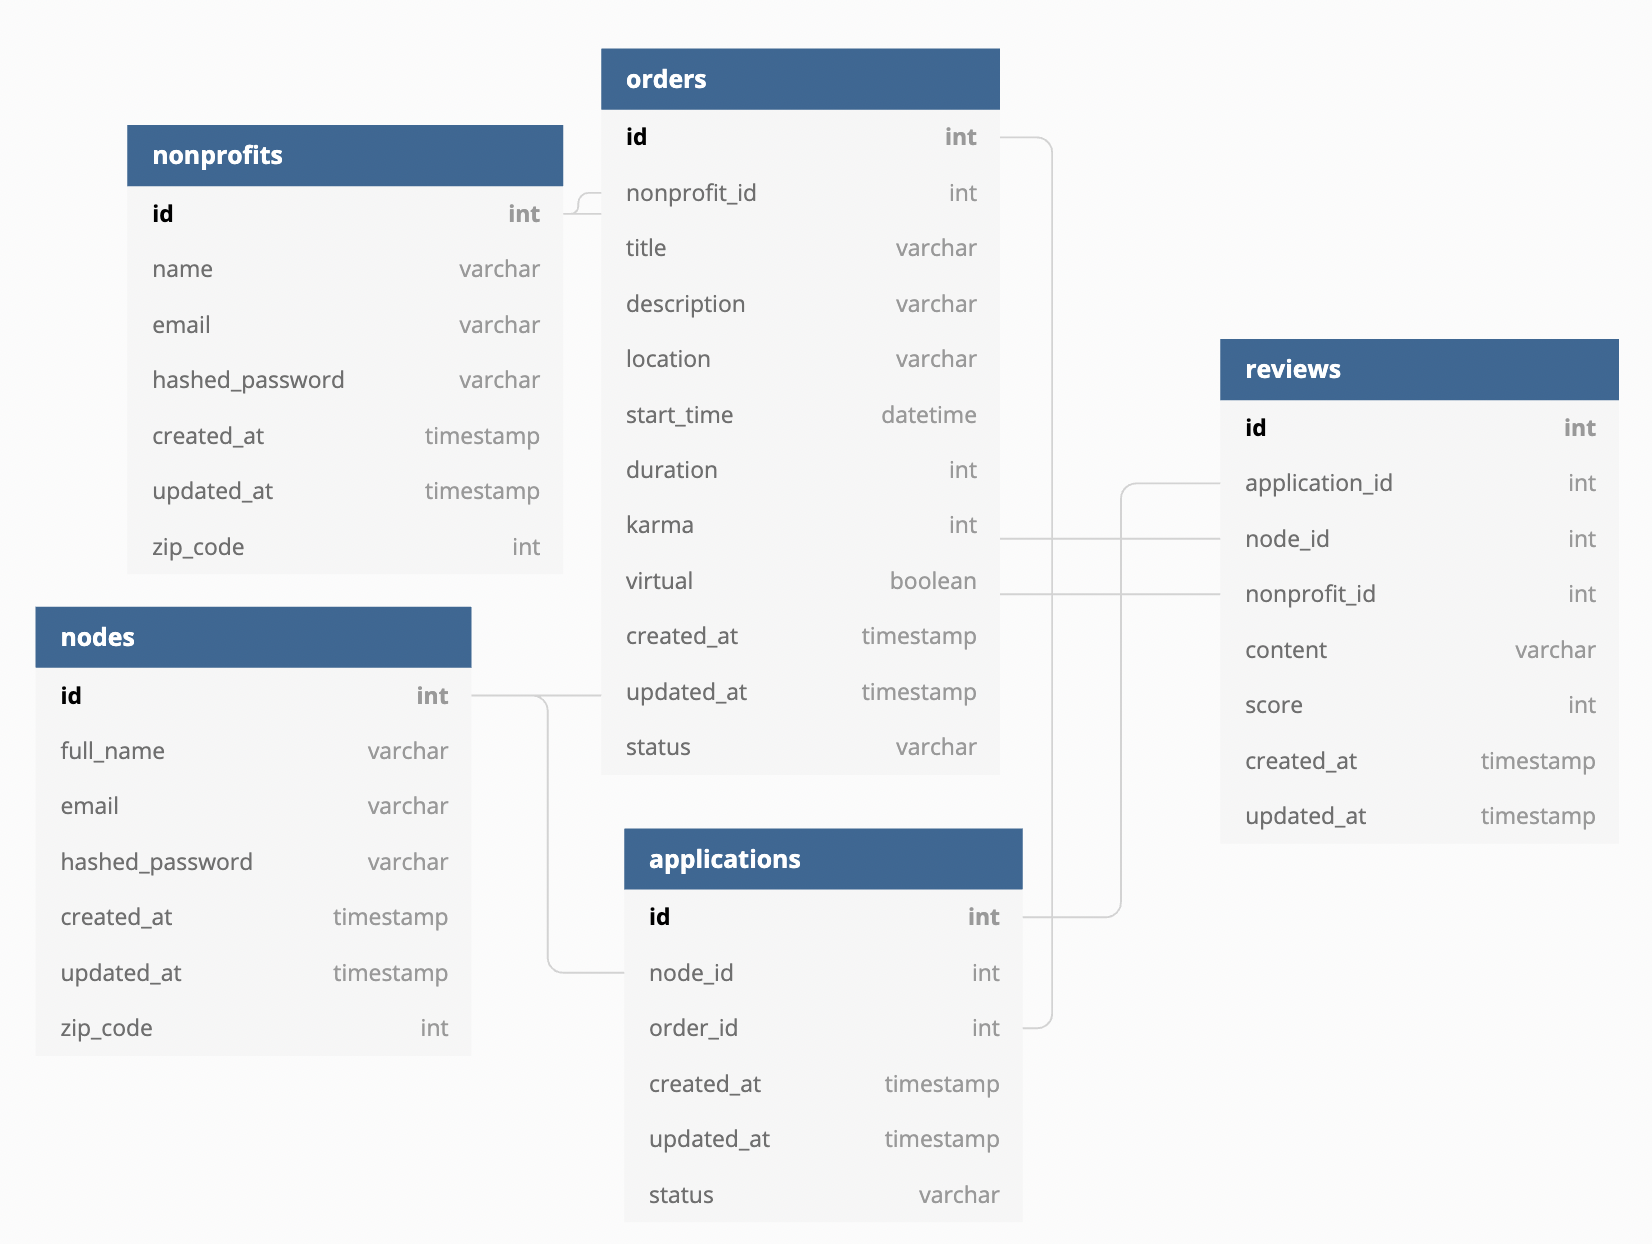 orders
id int
nonprofit_id int
title varchar
description varchar
location varchar
start_time datetime
duration int
karma int
virtual boolean
created_at timestamp
updated_at timestamp
status varchar
nonprofits
id int
name varchar
email varchar
hashed_password varchar
created_at timestamp
updated_at timestamp
zip_code int
reviews
id int
application_id int
node_id int
nonprofit_id int
content varchar
score int
created_at timestamp
updated_at timestamp
nodes
id int
full_name varchar
email varchar
hashed_password varchar
created_at timestamp
updated_at timestamp
zip_code int
applications
id int
node_id int
order_id int
created_at timestamp
updated_at timestamp
status varchar